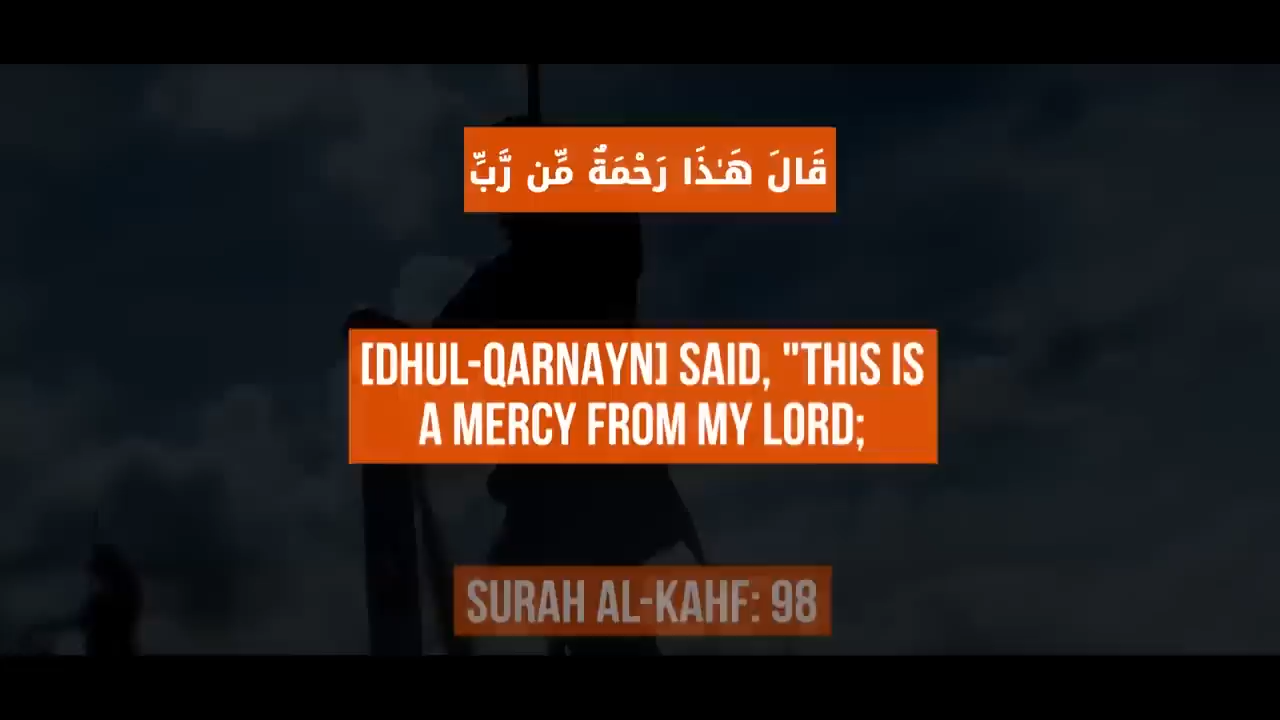 قَالَ هَـٰذَا رَحْمَةٌ مِّن رَّبِّ
[DHUL-QARNAYN] SAID, "THIS IS
A MERCY FROM MY LORD;
SURAH AL-KAHF: 98